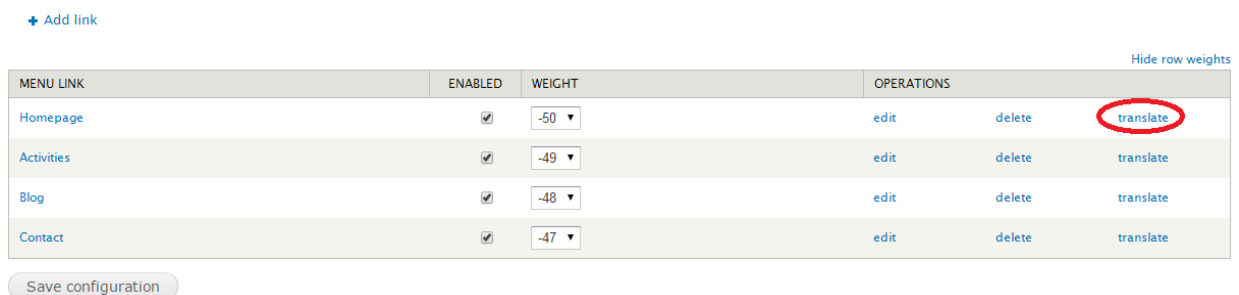 + Add link
Hide row weights
MENU LINK ENABLED WEIGHT OPERATIONS
Homepage -50 edit delete translate
Activities -49 edit delete translate
Blog -48 edit delete translate
Contact -47 edit delete translate
Save configuration